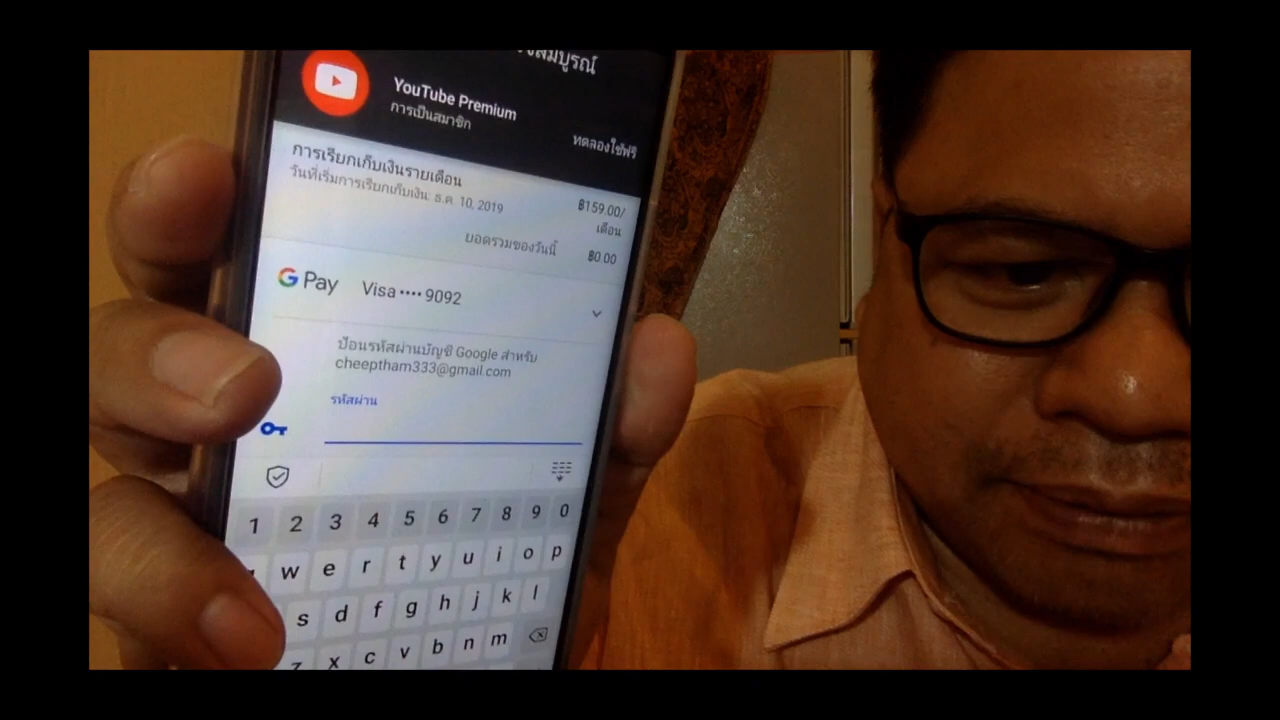 YouTube Premium
การเป็นสมาชิก
ทดลองใช้ฟรี
การเรียกเก็บเงินรายเดือน
฿159.00/
วันที่เริ่มการเรียกเก็บเงิน: ธ.ค. 10, 2019
เดือน
ยอดรวมของวันนี้ ฿0.00
G Pay Visa •••• 9092
ป้อนรหัสผ่านบัญชี Google สำหรับ
cheeptham333@gmail.com
รหัสผ่าน
1 2 3 4 5 6 7 8 9 0
w e r t y u i o p
s d f g h j k l
z x c v b n m